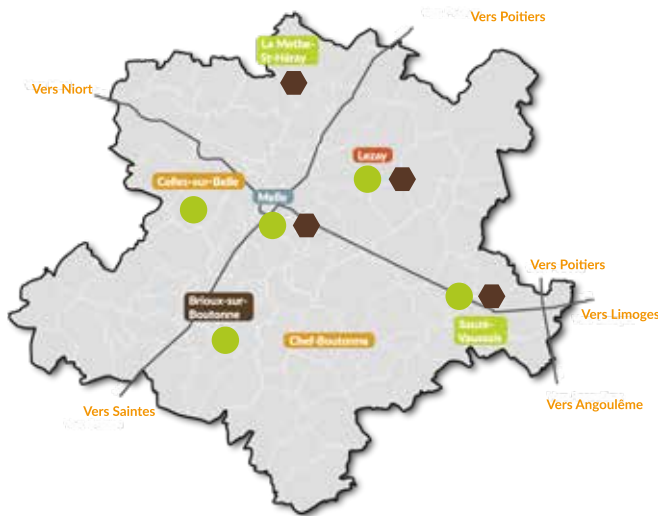 Vers Poitiers
La Mothe-
St-Héray
Vers Niort
Lezay
Celles-sur-Belle
Melle
Vers Poitiers
Brioux-sur-
Boutonne
Vers Limoges
Sauzé-
Vaussais
Chef-Boutonne
Vers Angoulême
Vers Saintes